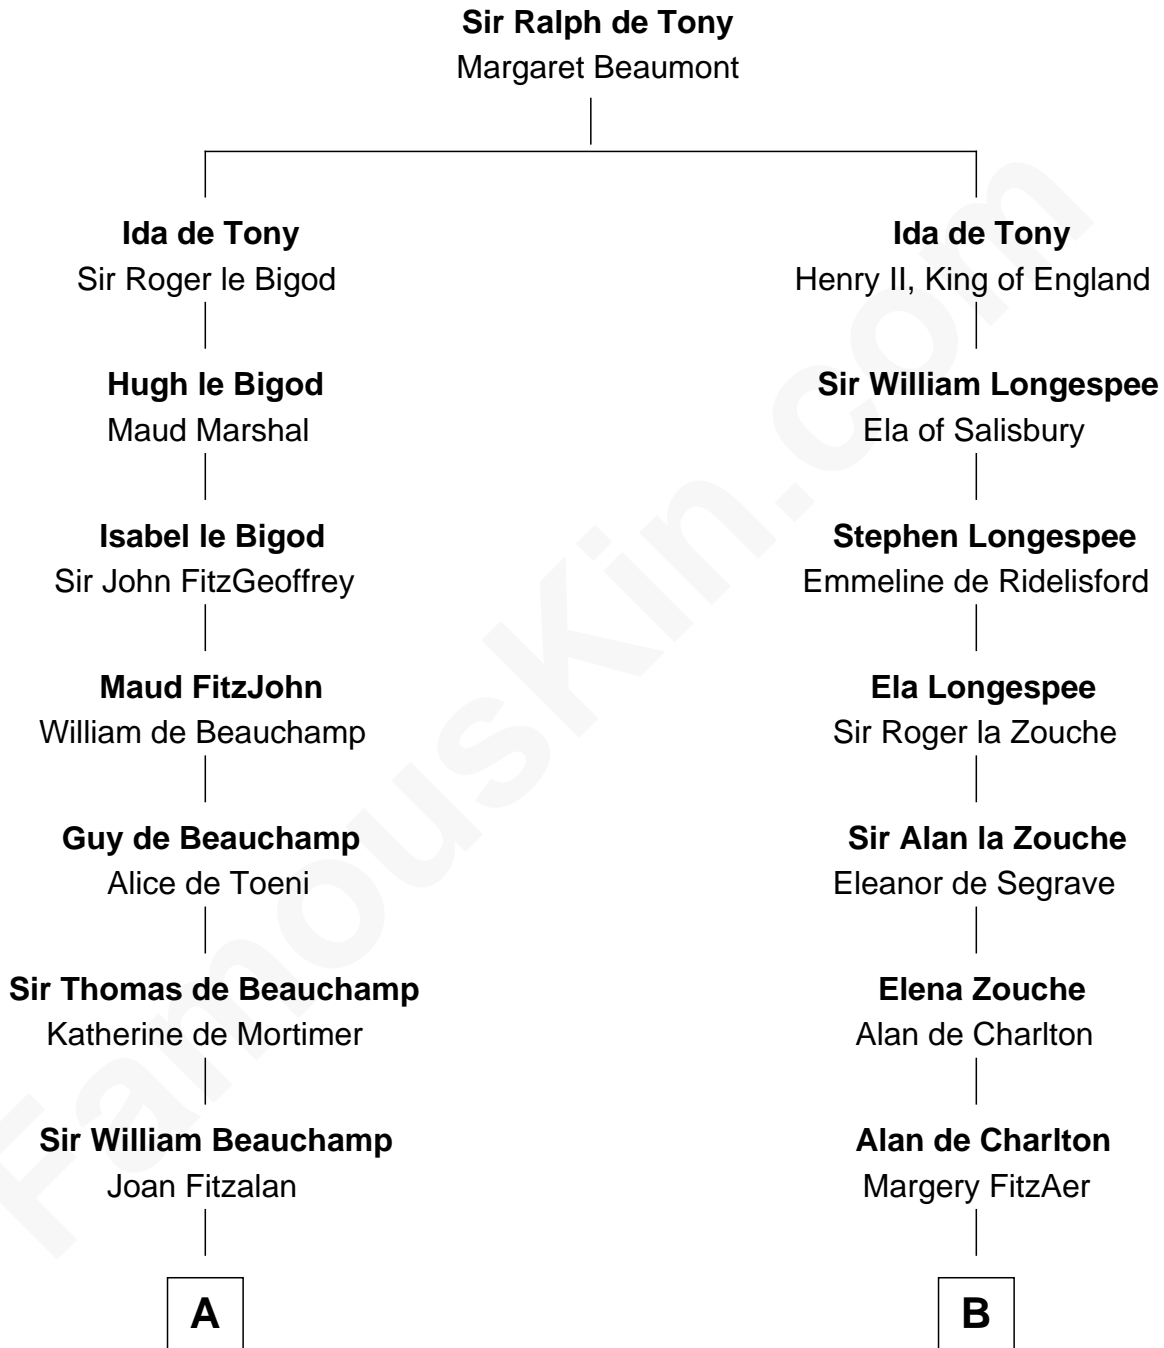 Sir Ralph de Tony
Margaret Beaumont
Ida de Tony
Sir Roger le Bigod
Ida de Tony
Henry II, King of England
Hugh le Bigod
Maud Marshal
Sir William Longespee
Ela of Salisbury
Isabel le Bigod
Sir John FitzGeoffrey
Stephen Longespee
Emmeline de Ridelisford
Maud FitzJohn
William de Beauchamp
Ela Longespee
Sir Roger la Zouche
Guy de Beauchamp
Alice de Toeni
Sir Alan la Zouche
Eleanor de Segrave
Sir Thomas de Beauchamp
Katherine de Mortimer
Elena Zouche
Alan de Charlton
Sir William Beauchamp
Joan Fitzalan
Alan de Charlton
Margery FitzAer
A
B
FamousKin.com